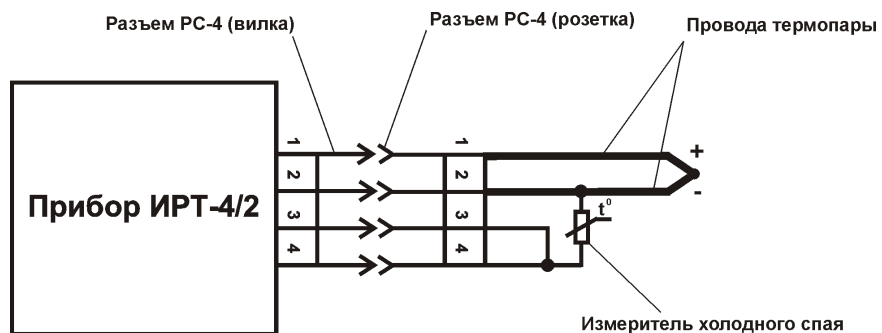 Разъем РС-4 (вилка)
Разъем РС-4 (розетка)
Провода термопары
Прибор ИРТ-4/2
1
2
3
4
1
2
3
4
+
-
t⁰
Измеритель холодного спая